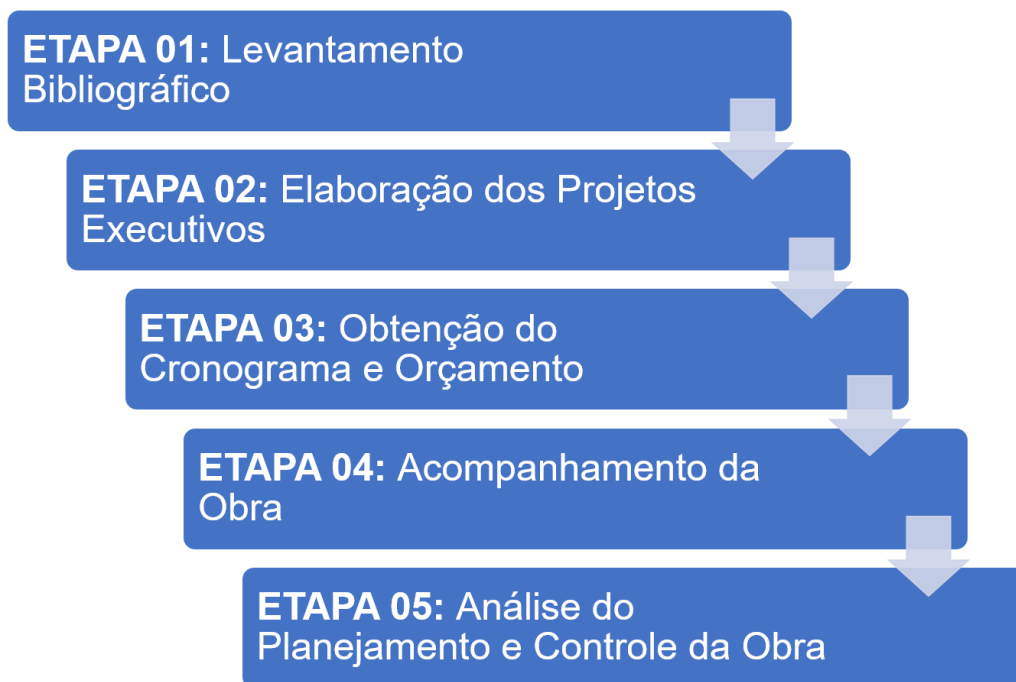 ETAPA 01: Levantamento
Bibliográfico
ETAPA 02: Elaboração dos Projetos
Executivos
ETAPA 03: Obtenção do
Cronograma e Orçamento
ETAPA 04: Acompanhamento da
Obra
ETAPA 05: Análise do
Planejamento e Controle da Obra